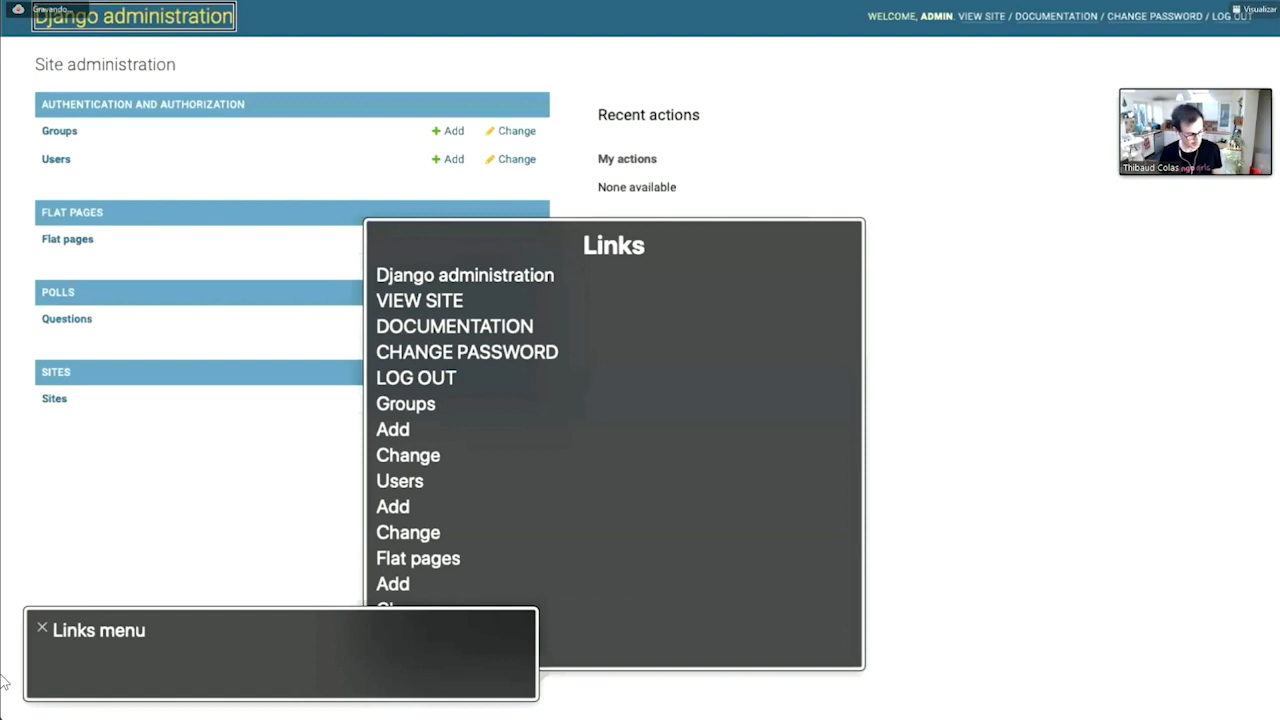 Gravando...
Django administration
WELCOME, ADMIN. VIEW SITE / DOCUMENTATION / CHANGE PASSWORD / LOG OUT
Visualizar
Site administration
AUTHENTICATION AND AUTHORIZATION
Groups
Add Change
Users
Add Change
FLAT PAGES
Flat pages
POLLS
Questions
SITES
Sites
Recent actions
My actions
None available
Thibaud Colas
Links
Django administration
VIEW SITE
DOCUMENTATION
CHANGE PASSWORD
LOG OUT
Groups
Add
Change
Users
Add
Change
Flat pages
Add
Links menu